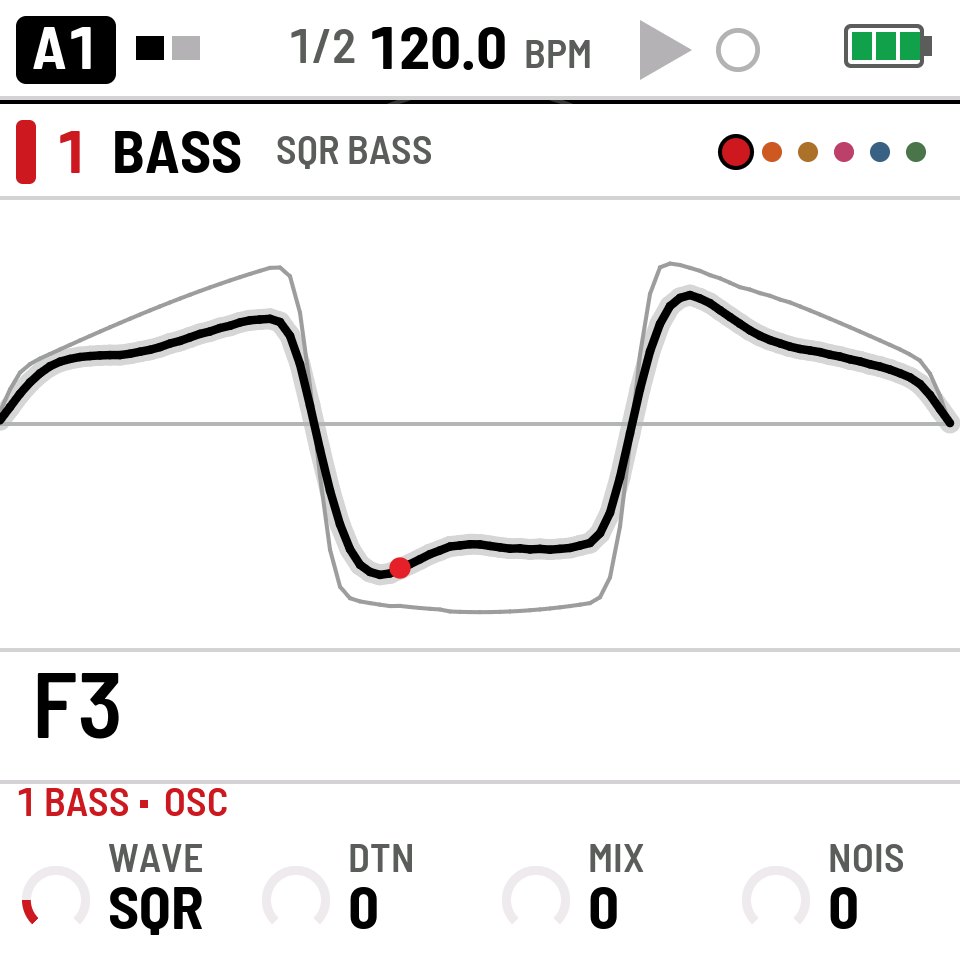 A1 1/2 120.0 BPM
1 BASS SQR BASS
F3
1 BASS ▪ OSC
WAVE DTN MIX NOIS
SQR 0 0 0